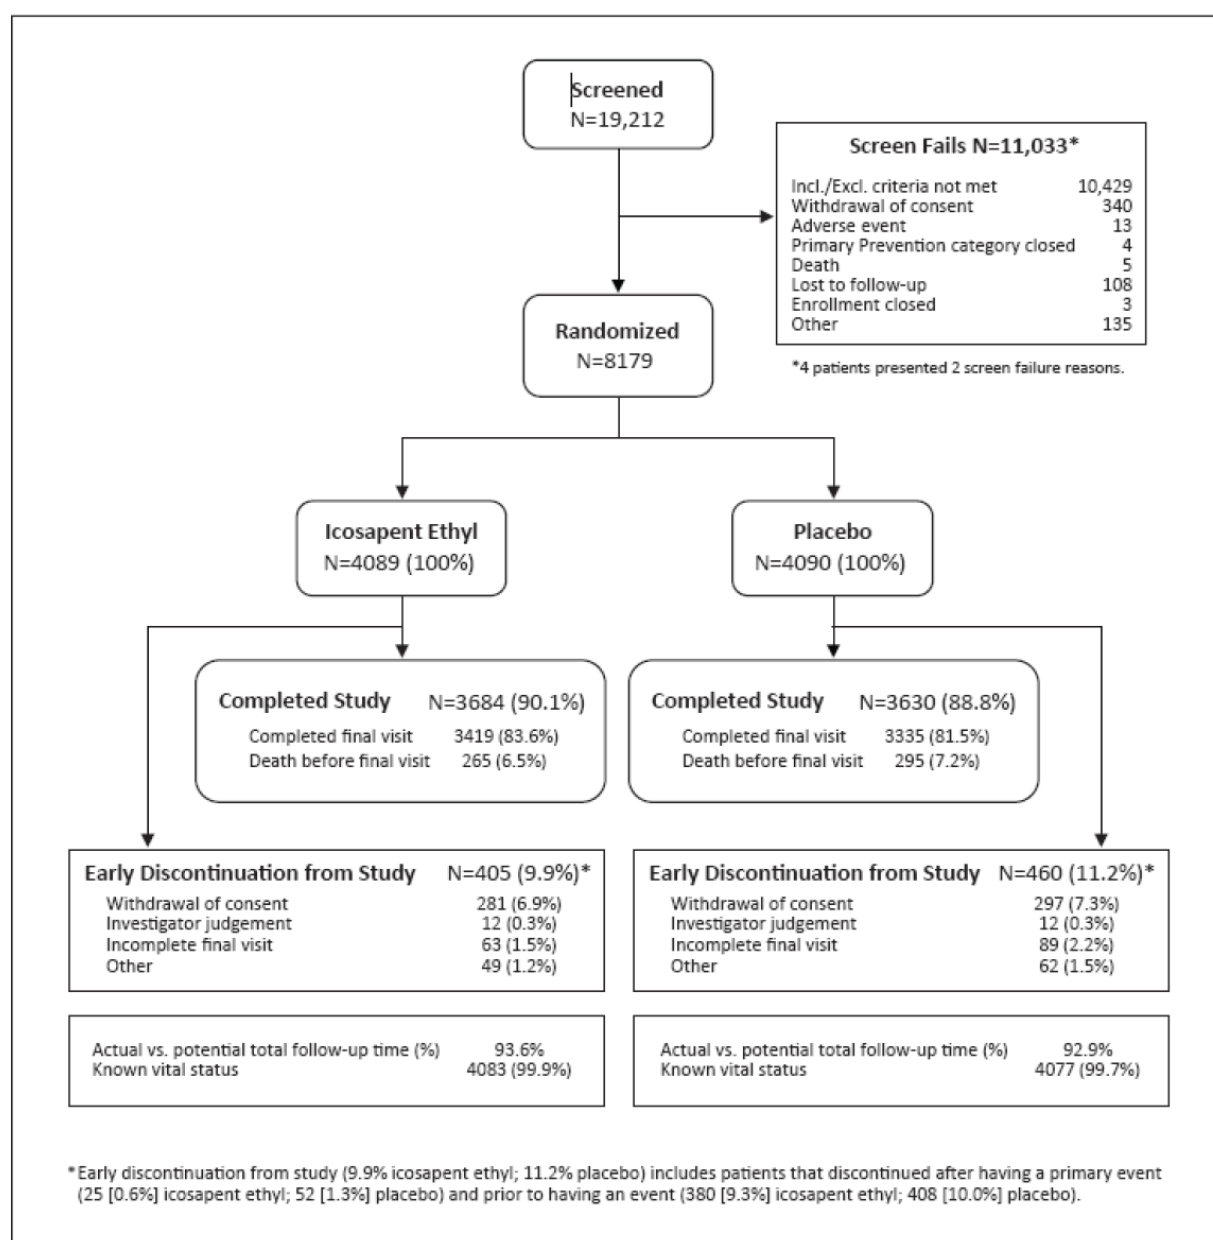 Screened
N=19,212
Screen Fails N=11,033*
Incl./Excl. criteria not met 10,429
Withdrawal of consent 340
Adverse event 13
Primary Prevention category closed 4
Death 5
Lost to follow-up 108
Enrollment closed 3
Other 135
*4 patients presented 2 screen failure reasons.
Randomized
N=8179
Icosapent Ethyl
N=4089 (100%)
Placebo
N=4090 (100%)
Completed Study N=3684 (90.1%)
Completed final visit 3419 (83.6%)
Death before final visit 265 (6.5%)
Completed Study N=3630 (88.8%)
Completed final visit 3335 (81.5%)
Death before final visit 295 (7.2%)
Early Discontinuation from Study N=405 (9.9%)*
Withdrawal of consent 281 (6.9%)
Investigator judgement 12 (0.3%)
Incomplete final visit 63 (1.5%)
Other 49 (1.2%)
Early Discontinuation from Study N=460 (11.2%)*
Withdrawal of consent 297 (7.3%)
Investigator judgement 12 (0.3%)
Incomplete final visit 89 (2.2%)
Other 62 (1.5%)
Actual vs. potential total follow-up time (%) 93.6%
Known vital status 4083 (99.9%)
Actual vs. potential total follow-up time (%) 92.9%
Known vital status 4077 (99.7%)
*Early discontinuation from study (9.9% icosapent ethyl; 11.2% placebo) includes patients that discontinued after having a primary event
(25 [0.6%] icosapent ethyl; 52 [1.3%] placebo) and prior to having an event (380 [9.3%] icosapent ethyl; 408 [10.0%] placebo).